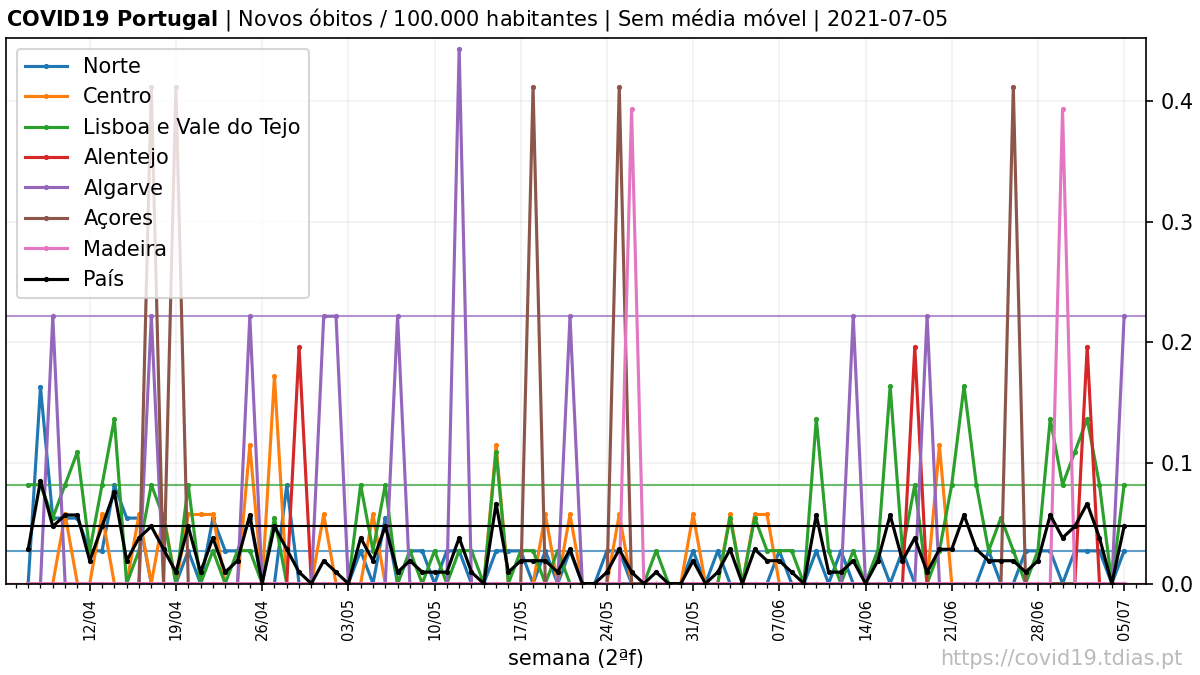 COVID19 Portugal | Novos óbitos / 100.000 habitantes | Sem média móvel | 2021-07-05
Norte
Centro
Lisboa e Vale do Tejo
Alentejo
Algarve
Açores
Madeira
País
0.4
0.3
0.2
0.1
0.0
12/04
19/04
26/04
03/05
10/05
17/05
24/05
31/05
07/06
14/06
21/06
28/06
05/07
semana (2ªf)
https://covid19.tdias.pt